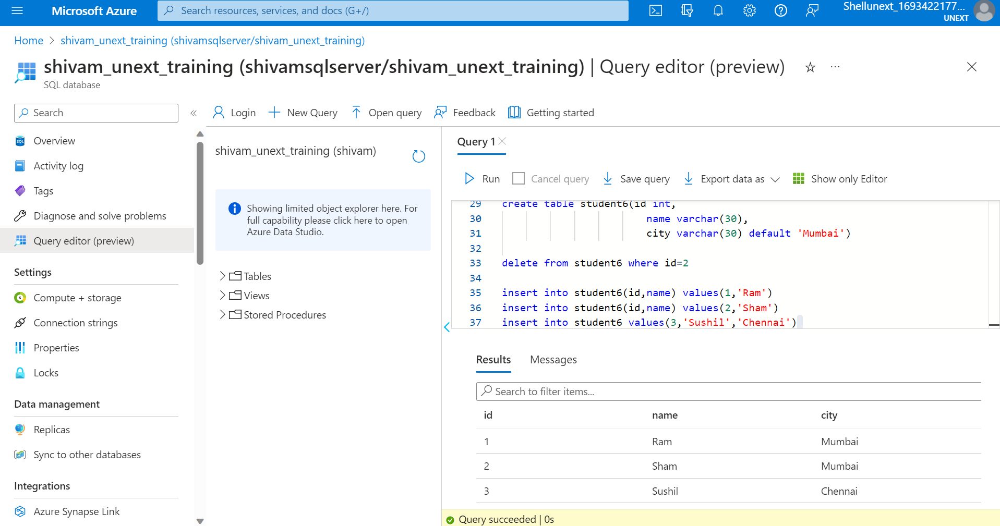 Microsoft Azure
Search resources, services, and docs (G+/)
Shellunext_1693422177...
UNEXT
Home > shivam_unext_training (shivamsqlserver/shivam_unext_training)
shivam_unext_training (shivamsqlserver/shivam_unext_training) | Query editor (preview)
SQL database
Search
Overview
Activity log
Tags
Diagnose and solve problems
Query editor (preview)
Settings
Compute + storage
Connection strings
Properties
Locks
Data management
Replicas
Sync to other databases
Integrations
Azure Synapse Link
Login
New Query
Open query
Feedback
Getting started
shivam_unext_training (shivam)
Showing limited object explorer here. For
full capability please click here to open
Azure Data Studio.
Tables
Views
Stored Procedures
Query 1
Run
Cancel query
Save query
Export data as
Show only Editor
29 create table student6(id int,
30 name varchar(30),
31 city varchar(30) default 'Mumbai')
32
33 delete from student6 where id=2
34
35 insert into student6(id,name) values(1,'Ram')
36 insert into student6(id,name) values(2,'Sham')
37 insert into student6 values(3,'Sushil','Chennai')
Results Messages
Search to filter items...
id name city
1 Ram Mumbai
2 Sham Mumbai
3 Sushil Chennai
Query succeeded | 0s